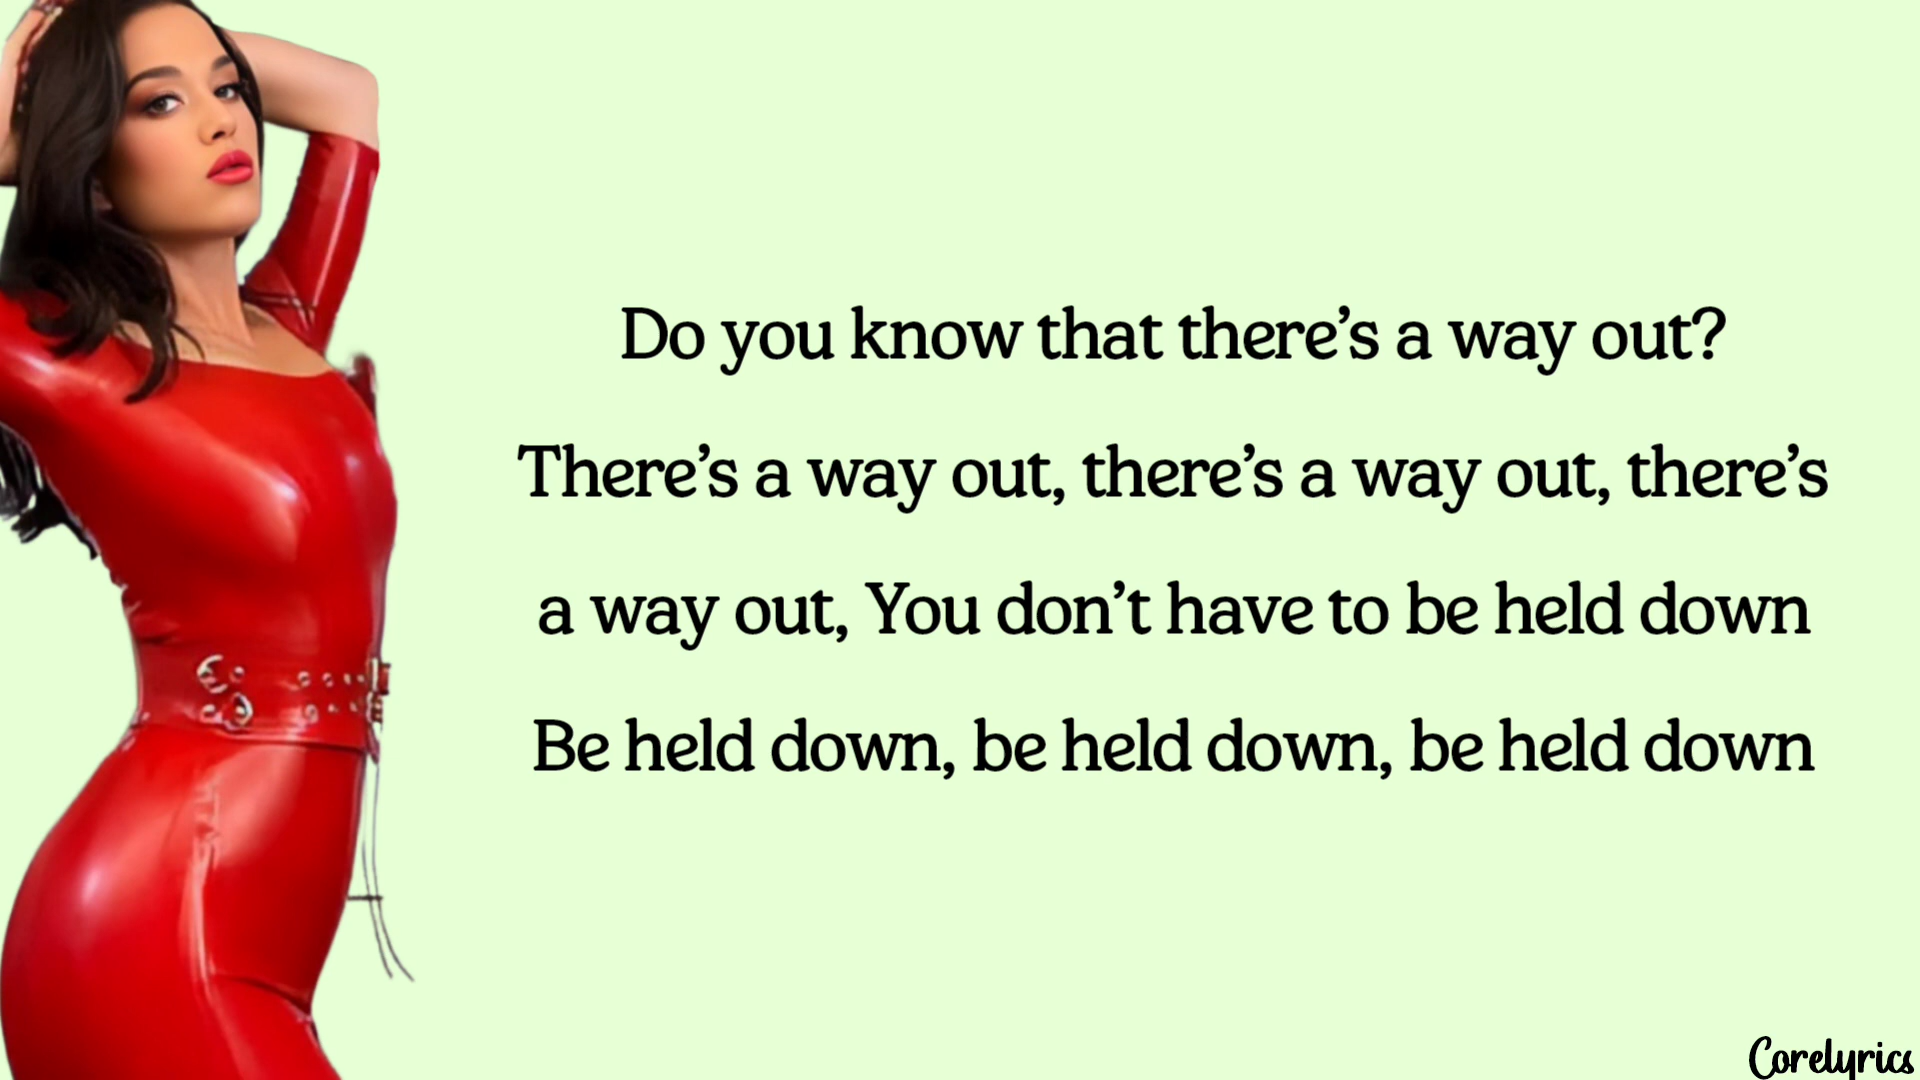 Do you know that there’s a way out?
There’s a way out, there’s a way out, there’s
a way out, You don’t have to be held down
Be held down, be held down, be held down
Corelyrics